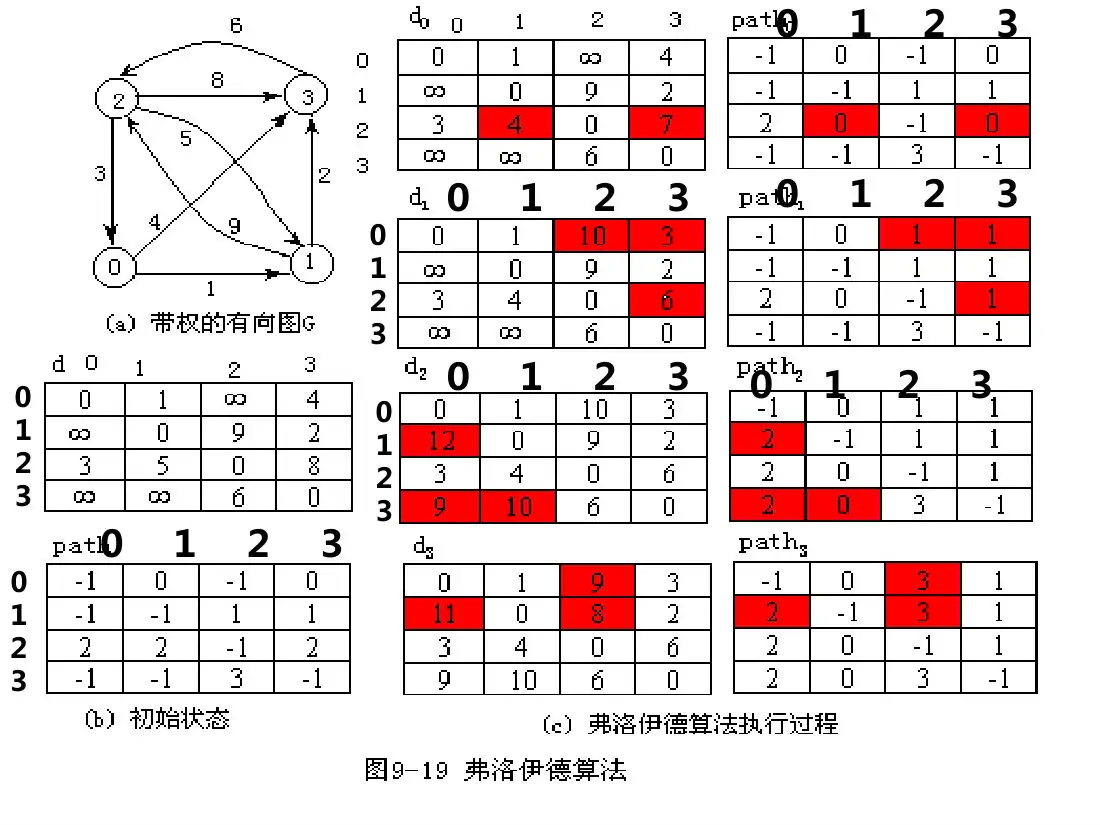 6
8
2
3
5
3
2
4
9
0
1
1
(a) 带权的有向图G
d 0 1 2 3
0 0 1 ∞ 4
1 ∞ 0 9 2
2 3 5 0 8
3 ∞ ∞ 6 0
path 0 1 2 3
0 -1 0 -1 0
1 -1 -1 1 1
2 2 2 -1 2
3 -1 -1 3 -1
(b) 初始状态
d0 0 1 2 3
0 0 1 ∞ 4
1 ∞ 0 9 2
2 3 4 0 7
3 ∞ ∞ 6 0
path 0 1 2 3
-1 0 -1 0
-1 -1 1 1
2 0 -1 0
-1 -1 3 -1
d1 0 1 2 3
0 0 1 10 3
1 ∞ 0 9 2
2 3 4 0 6
3 ∞ ∞ 6 0
path1 0 1 2 3
-1 0 1 1
-1 -1 1 1
2 0 -1 1
-1 -1 3 -1
d2 0 1 2 3
0 0 1 10 3
1 12 0 9 2
2 3 4 0 6
3 9 10 6 0
path2 0 1 2 3
-1 0 1 1
2 -1 1 1
2 0 -1 1
2 0 3 -1
d3
0 1 9 3
11 0 8 2
3 4 0 6
9 10 6 0
path3
-1 0 3 1
2 -1 3 1
2 0 -1 1
2 0 3 -1
(c) 弗洛伊德算法执行过程
图9-19 弗洛伊德算法